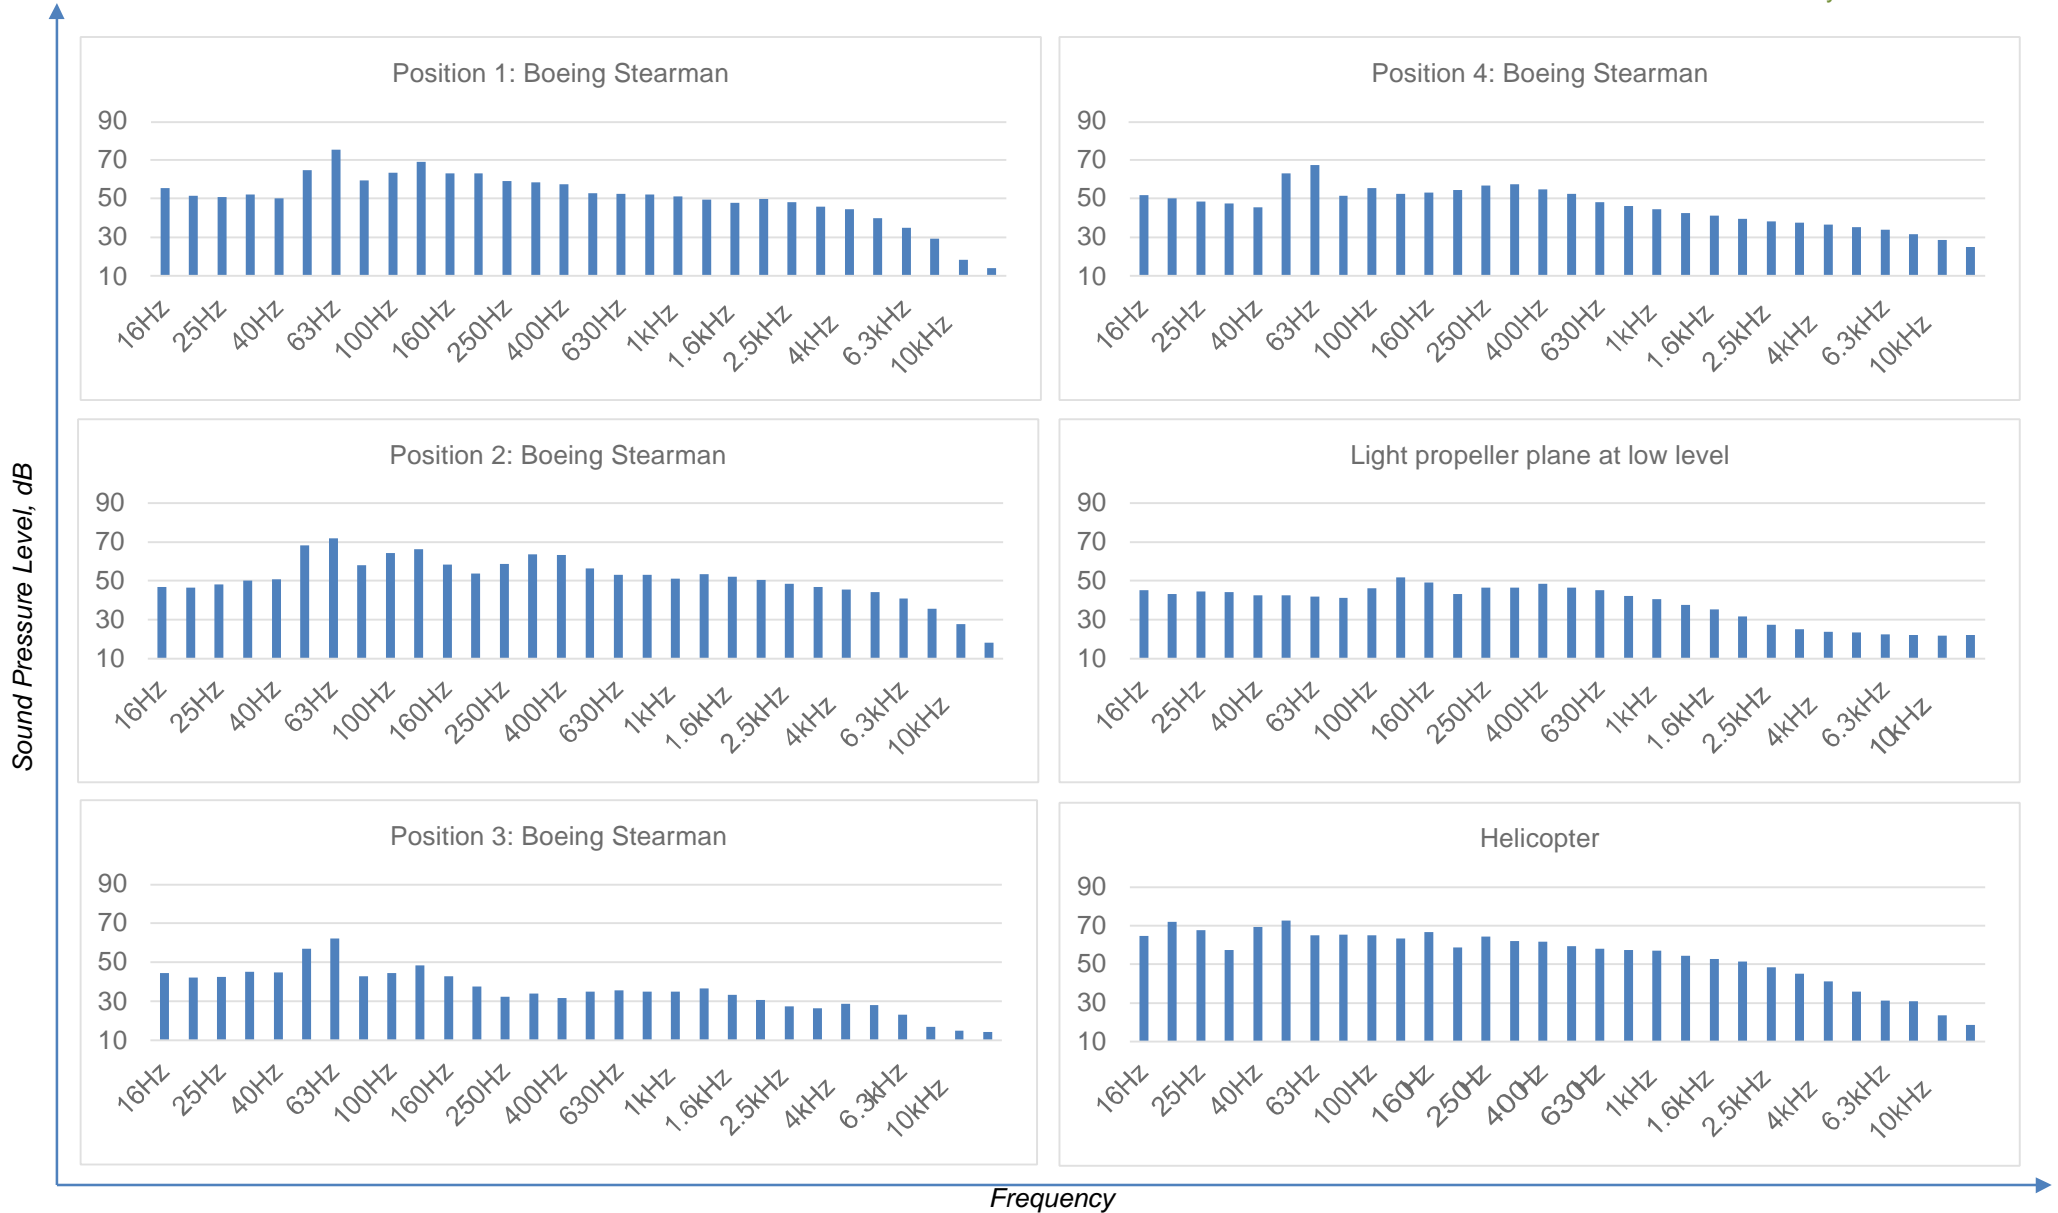 Position 1: Boeing Stearman
90
70
50
30
10
16Hz 25Hz 40Hz 63Hz 100Hz 160Hz 250Hz 400Hz 630Hz 1kHz 1.6kHz 2.5kHz 4kHz 6.3kHz 10kHz
Position 4: Boeing Stearman
90
70
50
30
10
16Hz 25Hz 40Hz 63Hz 100Hz 160Hz 250Hz 400Hz 630Hz 1kHz 1.6kHz 2.5kHz 4kHz 6.3kHz 10kHz
Position 2: Boeing Stearman
90
70
50
30
10
16Hz 25Hz 40Hz 63Hz 100Hz 160Hz 250Hz 400Hz 630Hz 1kHz 1.6kHz 2.5kHz 4kHz 6.3kHz 10kHz
Light propeller plane at low level
90
70
50
30
10
16Hz 25Hz 40Hz 63Hz 100Hz 160Hz 250Hz 400Hz 630Hz 1kHz 1.6kHz 2.5kHz 4kHz 6.3kHz 10kHz
Position 3: Boeing Stearman
90
70
50
30
10
16Hz 25Hz 40Hz 63Hz 100Hz 160Hz 250Hz 400Hz 630Hz 1kHz 1.6kHz 2.5kHz 4kHz 6.3kHz 10kHz
Helicopter
90
70
50
30
10
16Hz 25Hz 40Hz 63Hz 100Hz 160Hz 250Hz 400Hz 630Hz 1kHz 1.6kHz 2.5kHz 4kHz 6.3kHz 10kHz
Sound Pressure Level, dB
Frequency